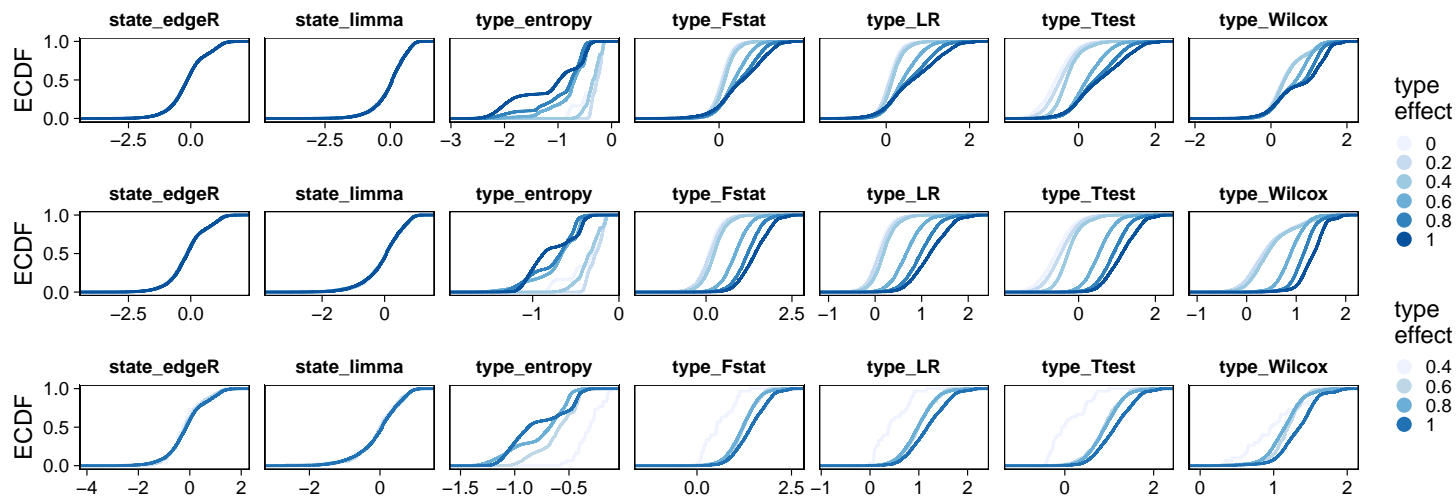 state_edgeR state_limma type_entropy type_Fstat type_LR type_Ttest type_Wilcox
ECDF
1.0
0.5
0.0
−2.5 0.0 −2.5 0.0 −3 −2 −1 0 0 0 2 0 2 −2 0 2
state_edgeR state_limma type_entropy type_Fstat type_LR type_Ttest type_Wilcox
ECDF
1.0
0.5
0.0
−2.5 0.0 −2 0 −1 0 0.0 2.5 −1 0 1 2 0 2 −1 0 1 2
state_edgeR state_limma type_entropy type_Fstat type_LR type_Ttest type_Wilcox
ECDF
1.0
0.5
0.0
−4 −2 0 2 −2 0 −1.5 −1.0 −0.5 0.0 2.5 −1 0 1 2 0 2 0 1 2
type
effect
0
0.2
0.4
0.6
0.8
1
type
effect
0.4
0.6
0.8
1